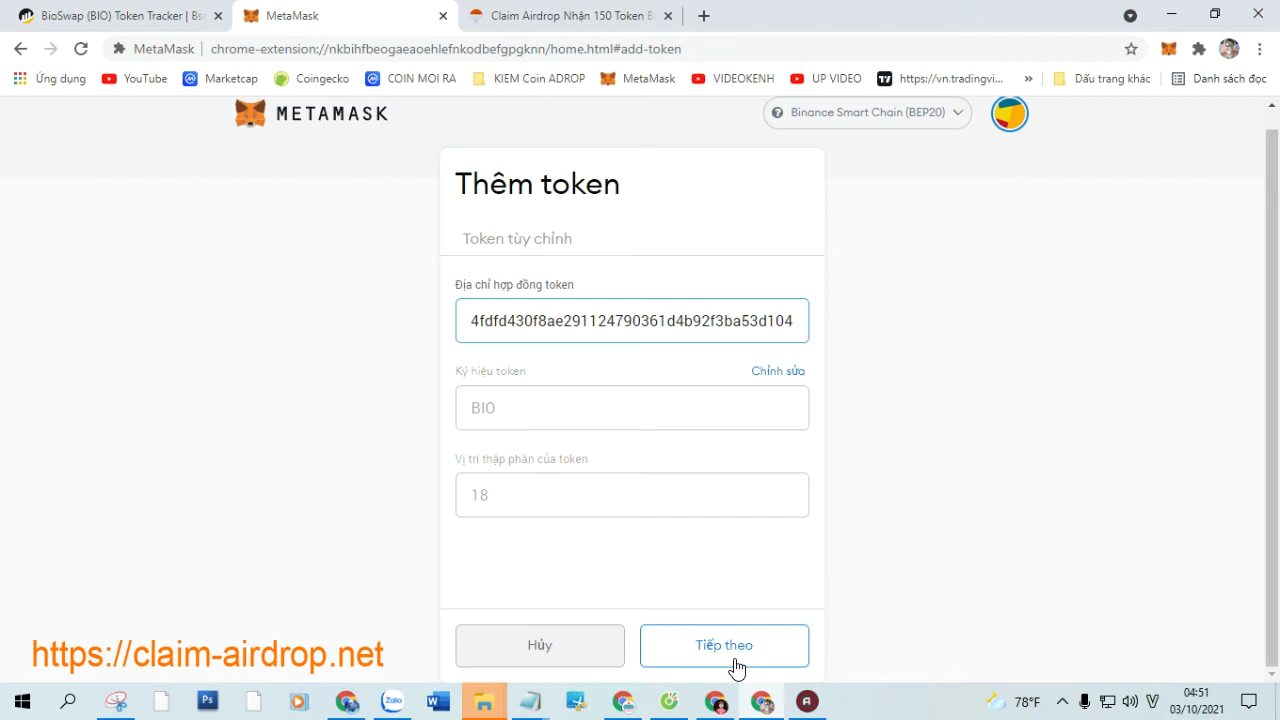 BioSwap (BIO) Token Tracker | Bsc
MetaMask
Claim Airdrop Nhận 150 Token B
MetaMask
chrome-extension://nkbihfbeogaeaoehlefnkodbefgpgknn/home.html#add-token
Ứng dụng
YouTube
Marketcap
Coingecko
COIN MOI RA
KIEM Coin ADROP
MetaMask
VIDEOKENH
UP VIDEO
https://vn.tradingvi...
»
Dấu trang khác
Danh sách đọc
METAMASK
Binance Smart Chain (BEP20)
Thêm token
Token tùy chỉnh
Địa chỉ hợp đồng token
4fdfd430f8ae291124790361d4b92f3ba53d104
Ký hiệu token
Chỉnh sửa
BIO
Vị trí thập phân của token
18
Hủy
Tiếp theo
https://claim-airdrop.net
78°F
04:51
03/10/2021